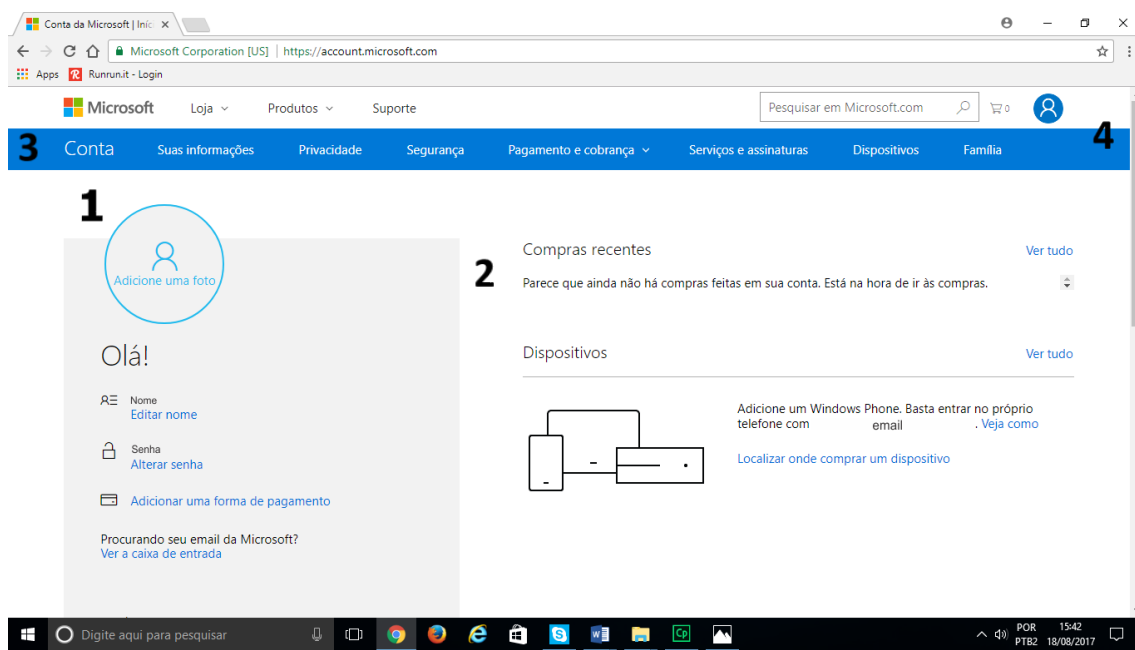 Conta da Microsoft | Iníc
Microsoft Corporation [US] | https://account.microsoft.com
Apps Runrun.it - Login
Microsoft Loja Produtos Suporte Pesquisar em Microsoft.com 0
3 Conta Suas informações Privacidade Segurança Pagamento e cobrança Serviços e assinaturas Dispositivos Família 4
1
Adicione uma foto
Olá!
Nome
Editar nome
Senha
Alterar senha
Adicionar uma forma de pagamento
Procurando seu email da Microsoft?
Ver a caixa de entrada
2
Compras recentes Ver tudo
Parece que ainda não há compras feitas em sua conta. Está na hora de ir às compras.
Dispositivos Ver tudo
Adicione um Windows Phone. Basta entrar no próprio
telefone com email . Veja como
Localizar onde comprar um dispositivo
Digite aqui para pesquisar
POR 15:42
PTB2 18/08/2017